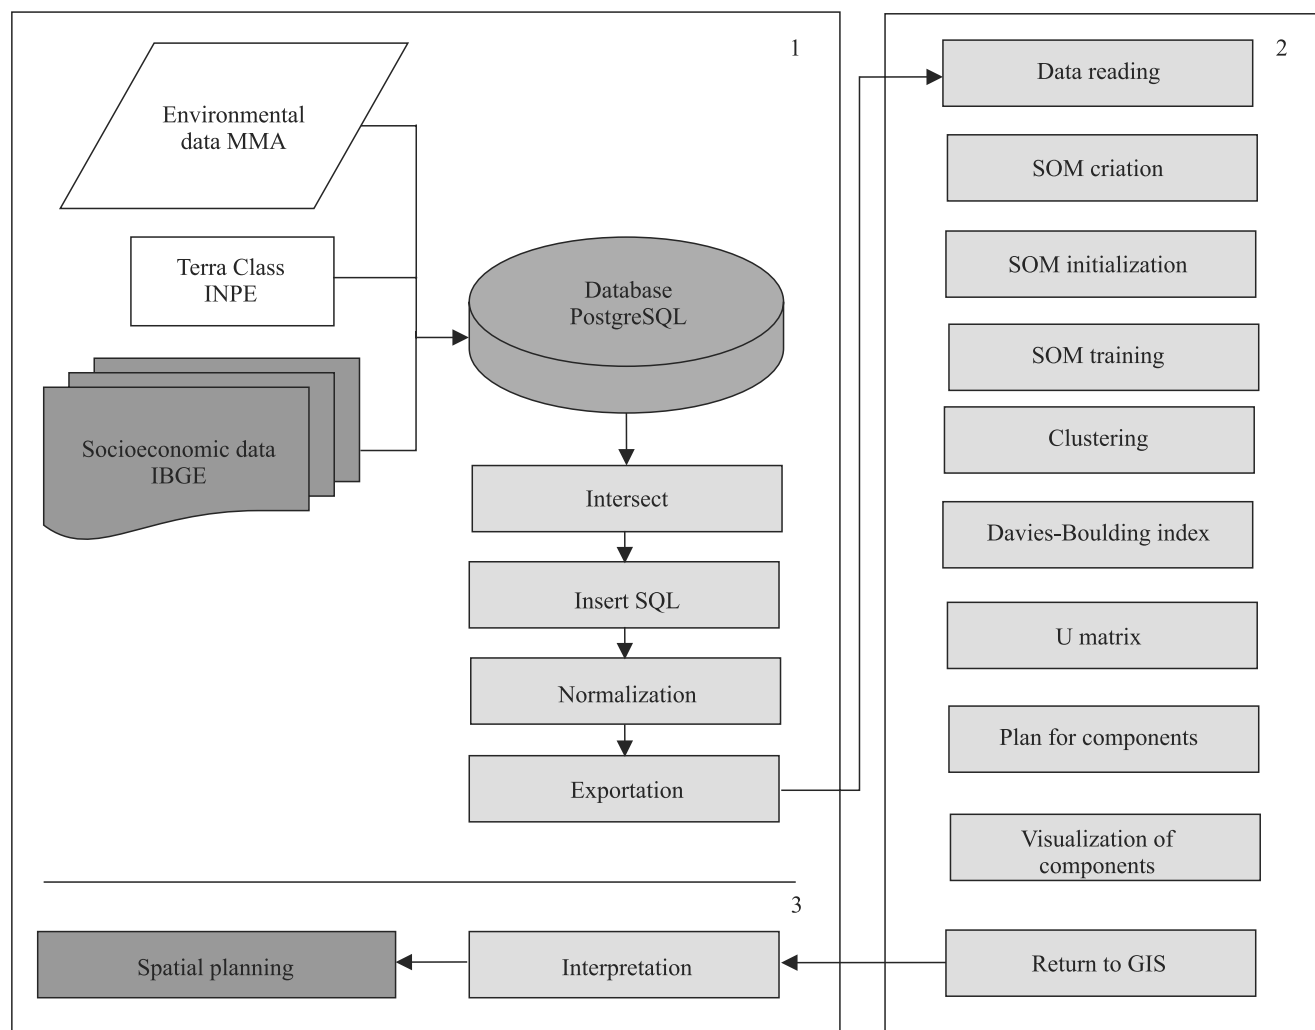 1
Environmental
data MMA
Terra Class
INPE
Socioeconomic data
IBGE
Database
PostgreSQL
Intersect
Insert SQL
Normalization
Exportation
2
Data reading
SOM criation
SOM initialization
SOM training
Clustering
Davies-Boulding index
U matrix
Plan for components
Visualization of
components
Return to GIS
3
Interpretation
Spatial planning